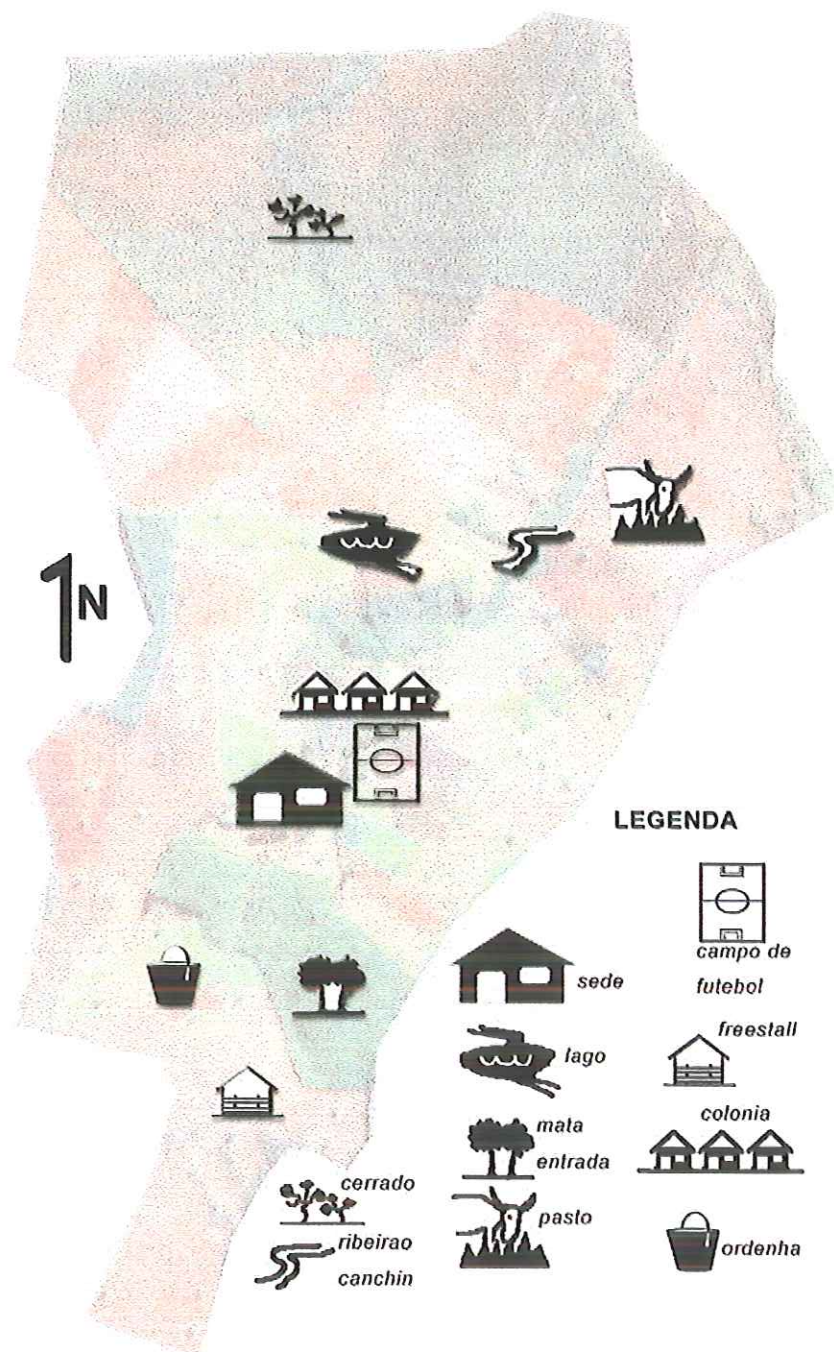 N
LEGENDA
campo de
futebol
sede
freestall
lago
colonia
mata
entrada
cerrado
pasto
ribeirao
canchin
ordenha